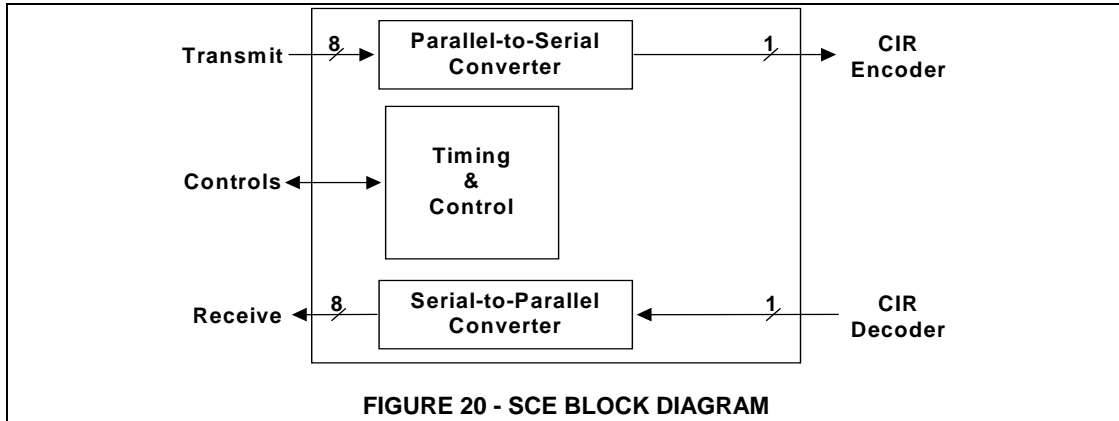 Transmit
8
Parallel-to-Serial
Converter
1
CIR
Encoder
Controls
Timing
&
Control
Receive
8
Serial-to-Parallel
Converter
1
CIR
Decoder
FIGURE 20 - SCE BLOCK DIAGRAM